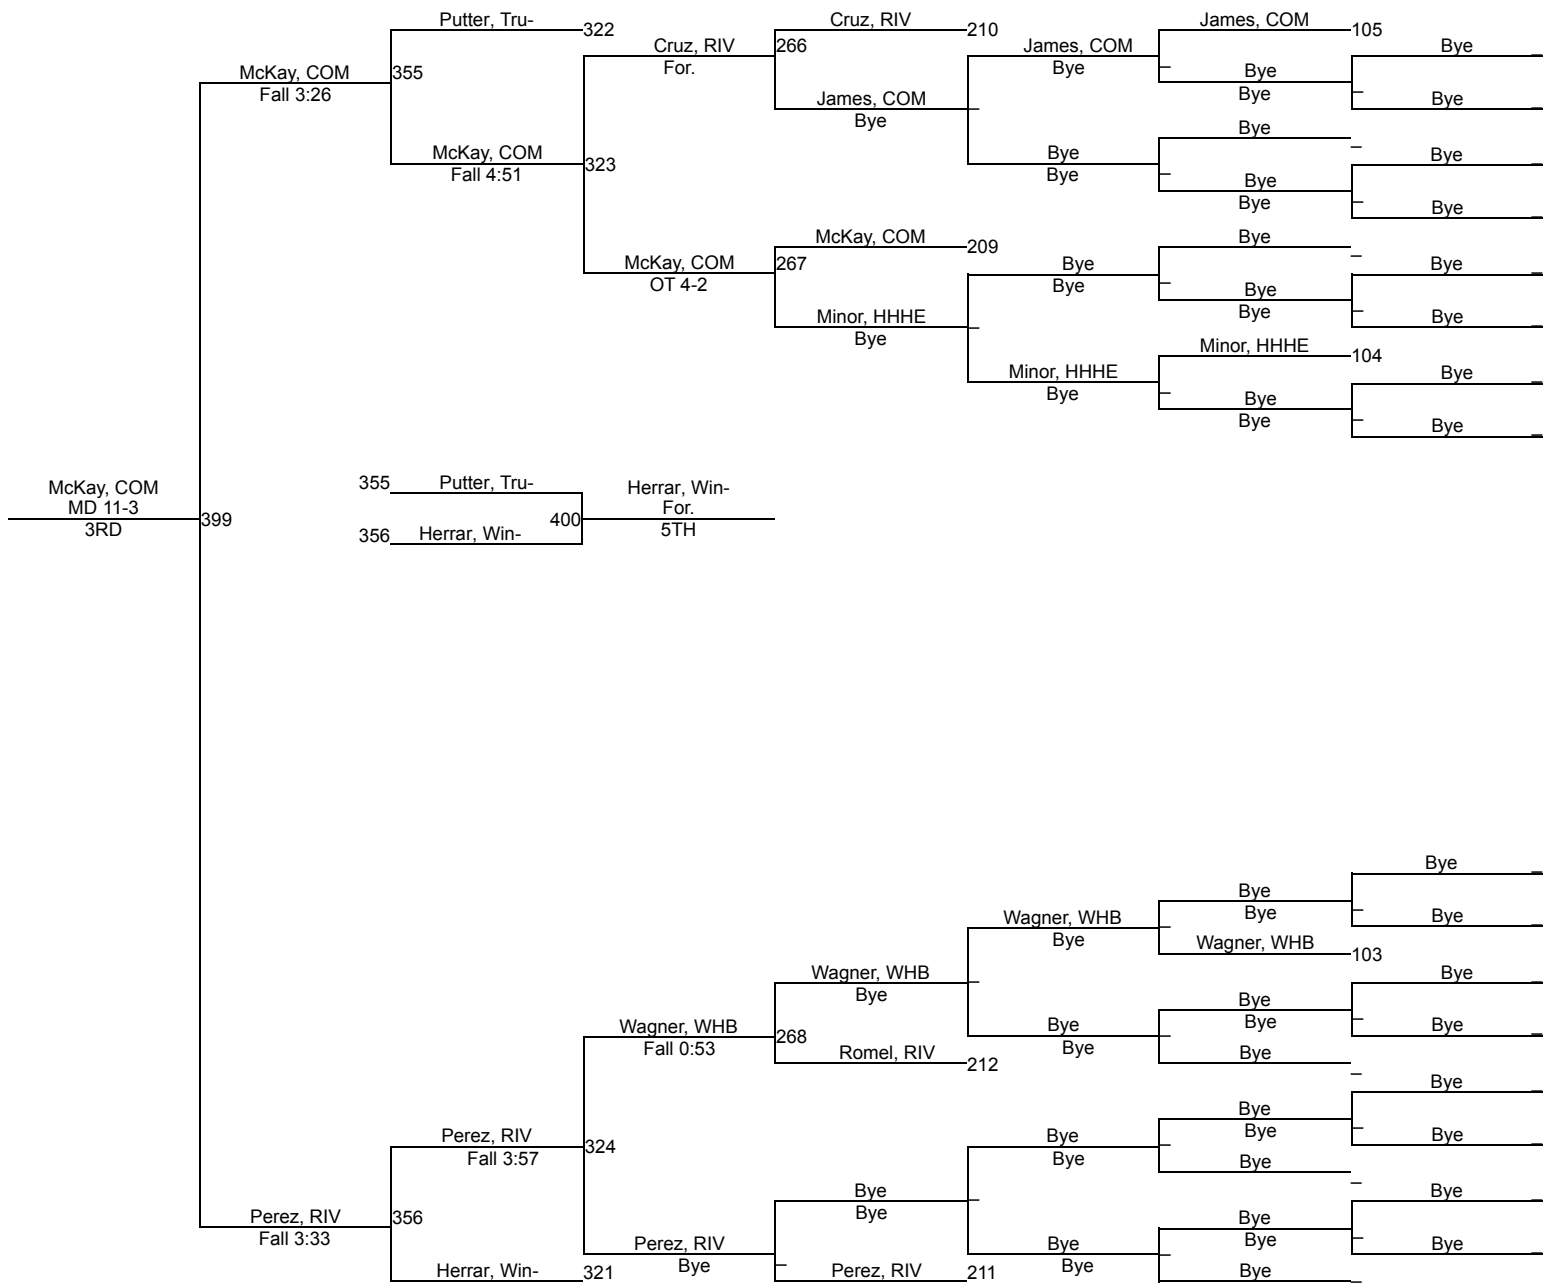 Putter, Tru-
322
Cruz, RIV
210
James, COM
105
McKay, COM
Fall 3:26
355
Cruz, RIV
For.
266
James, COM
Bye
Bye
Bye
Bye
James, COM
Bye
Bye
McKay, COM
Fall 4:51
323
Bye
Bye
Bye
Bye
Bye
Bye
Bye
McKay, COM
OT 4-2
267
McKay, COM
209
Bye
Bye
Bye
Bye
Bye
Bye
Minor, HHHE
Bye
Bye
Minor, HHHE
104
Minor, HHHE
Bye
Bye
Bye
Bye
Bye
McKay, COM
MD 11-3
3RD
399
355
Putter, Tru-
356
Herrar, Win-
400
Herrar, Win-
For.
5TH
Bye
Bye
Bye
Bye
Wagner, WHB
Bye
Wagner, WHB
103
Wagner, WHB
Bye
Bye
Bye
Bye
Bye
Wagner, WHB
Fall 0:53
268
Bye
Bye
Romel, RIV
212
Bye
Bye
Bye
Bye
Bye
Perez, RIV
Fall 3:57
324
Bye
Bye
Bye
Bye
Bye
Bye
Bye
Perez, RIV
Fall 3:33
356
Bye
Bye
Perez, RIV
Bye
Bye
Bye
Bye
Herrar, Win-
321
Perez, RIV
211
Bye